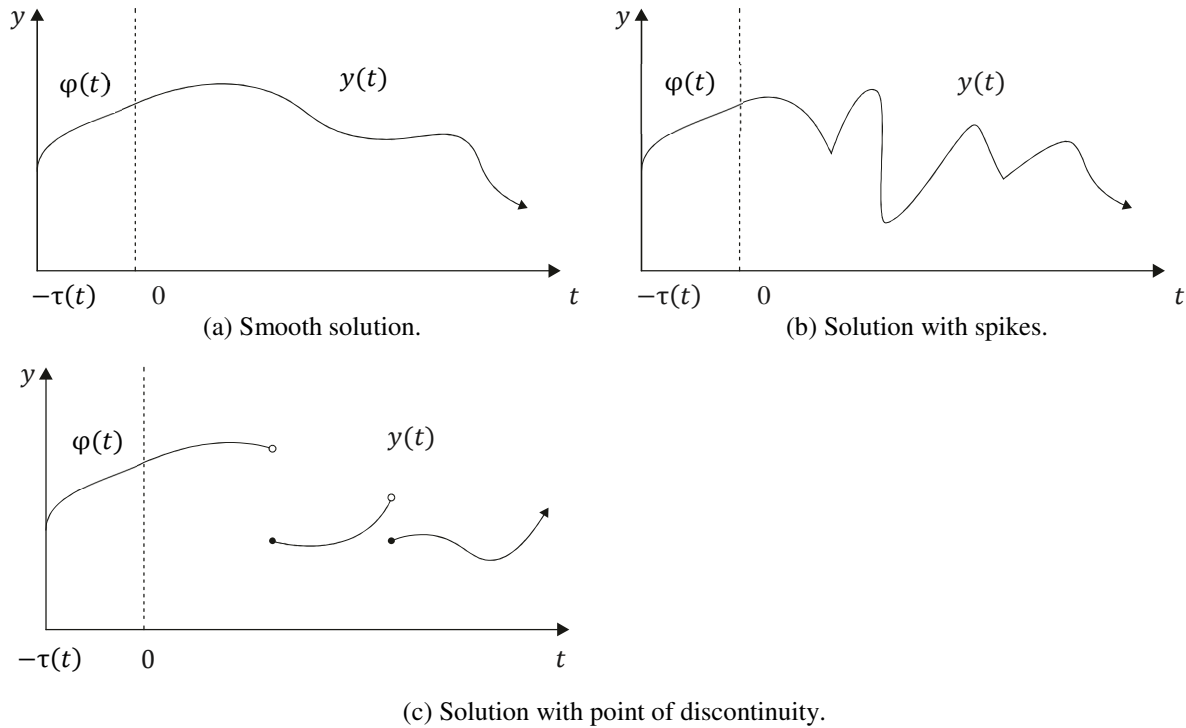 y
φ(t)
y(t)
−τ(t) 0 t
(a) Smooth solution.
y
φ(t)
y(t)
−τ(t) 0 t
(b) Solution with spikes.
y
φ(t)
y(t)
−τ(t) 0 t
(c) Solution with point of discontinuity.